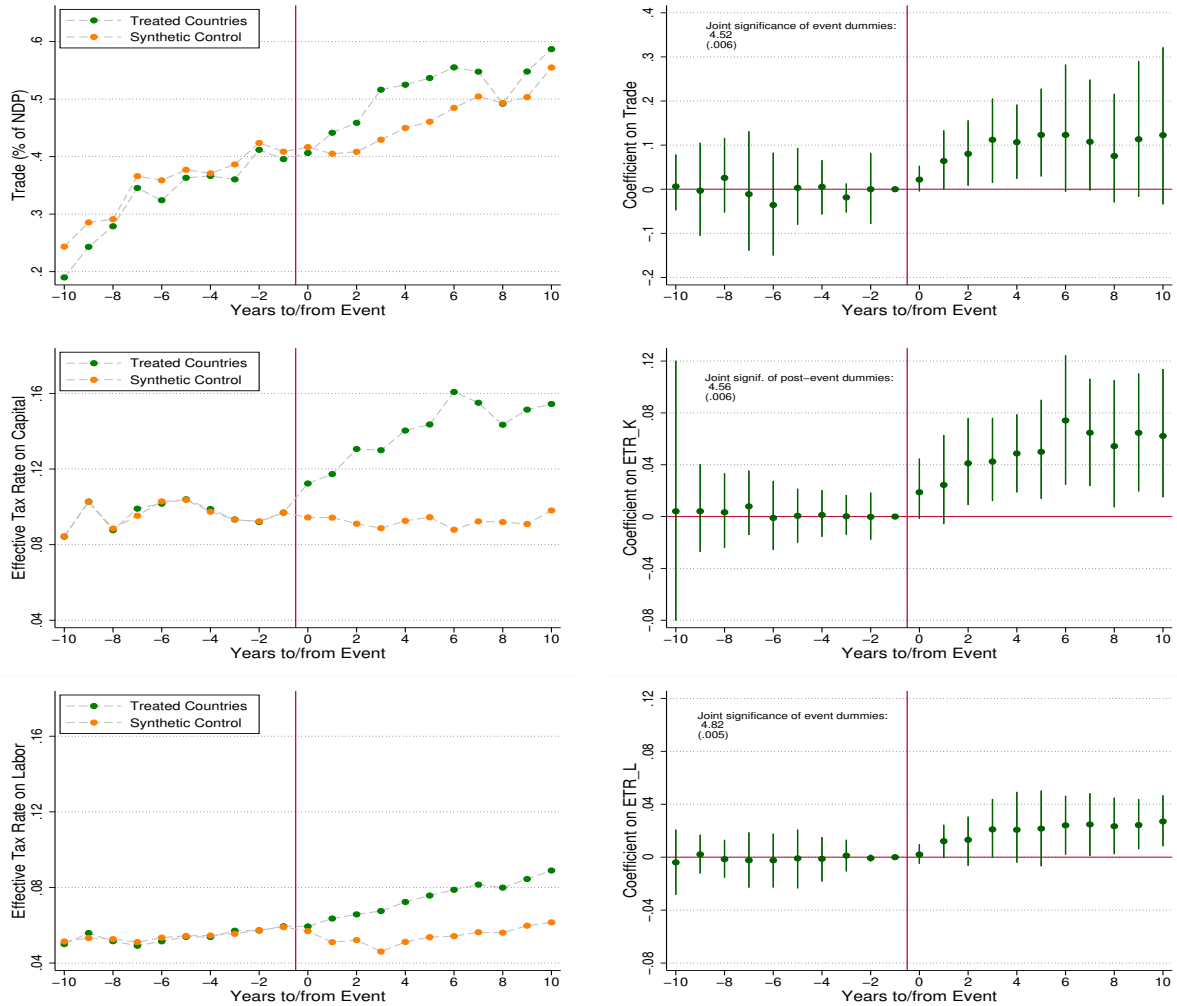 Treated Countries
Synthetic Control
Trade (% of NDP)
.2 .3 .4 .5 .6
−10 −8 −6 −4 −2 0 2 4 6 8 10
Years to/from Event
Joint significance of event dummies:
4.52
(.006)
Coefficient on Trade
−.2 −.1 0 .1 .2 .3 .4
−10 −8 −6 −4 −2 0 2 4 6 8 10
Years to/from Event
Treated Countries
Synthetic Control
Effective Tax Rate on Capital
.04 .08 .12 .16
−10 −8 −6 −4 −2 0 2 4 6 8 10
Years to/from Event
Joint signif. of post−event dummies:
4.56
(.006)
Coefficient on ETR_K
−.08 −.04 0 .04 .08 .12
−10 −8 −6 −4 −2 0 2 4 6 8 10
Years to/from Event
Treated Countries
Synthetic Control
Effective Tax Rate on Labor
.04 .08 .12 .16
−10 −8 −6 −4 −2 0 2 4 6 8 10
Years to/from Event
Joint significance of event dummies:
4.82
(.005)
Coefficient on ETR_L
−.08 −.04 0 .04 .08 .12
−10 −8 −6 −4 −2 0 2 4 6 8 10
Years to/from Event